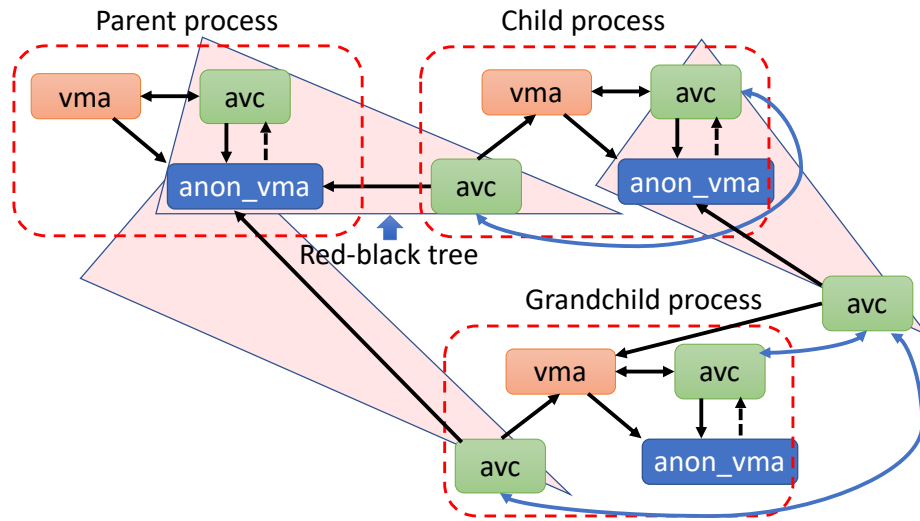 Parent process
Child process
vma
avc
vma
avc
anon_vma
avc
anon_vma
Red-black tree
Grandchild process
avc
vma
avc
avc
anon_vma